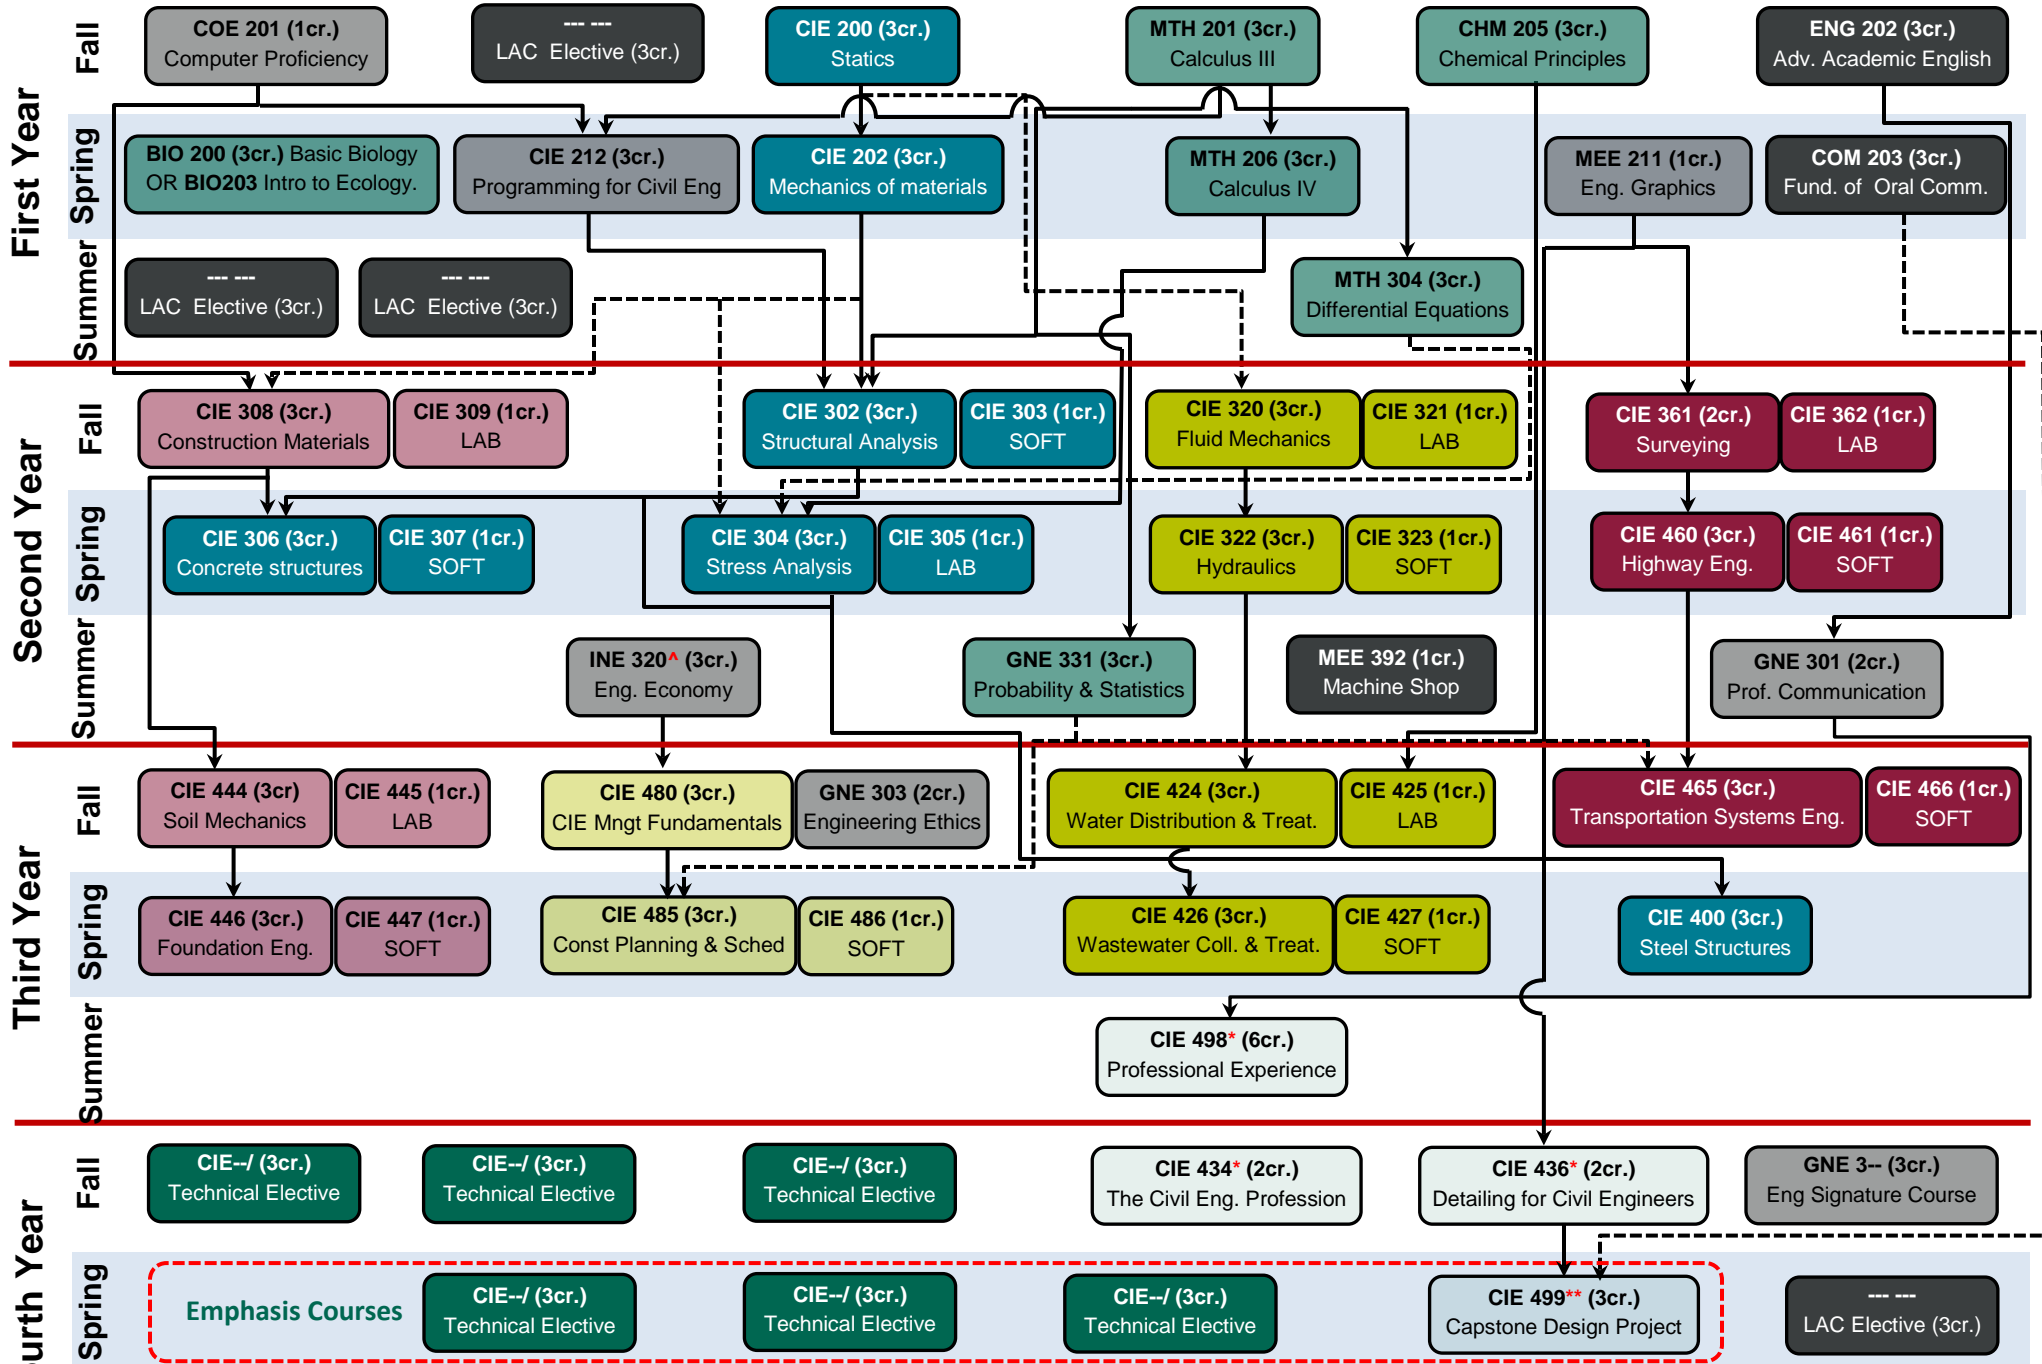 First Year
Fall
COE 201 (1cr.)
Computer Proficiency
--- ---
LAC  Elective (3cr.)
CIE 200 (3cr.)
Statics
MTH 201 (3cr.)
Calculus III
CHM 205 (3cr.)
Chemical Principles
ENG 202 (3cr.)
Adv. Academic English
Spring
BIO 200 (3cr.) Basic Biology
OR BIO203 Intro to Ecology.
CIE 212 (3cr.)
Programming for Civil Eng
CIE 202 (3cr.)
Mechanics of materials
MTH 206 (3cr.)
Calculus IV
MEE 211 (1cr.)
Eng. Graphics
COM 203 (3cr.)
Fund. of Oral Comm.
Summer
--- ---
LAC  Elective (3cr.)
--- ---
LAC  Elective (3cr.)
MTH 304 (3cr.)
Differential Equations
Second Year
Fall
CIE 308 (3cr.)
Construction Materials
CIE 309 (1cr.)
LAB
CIE 302 (3cr.)
Structural Analysis
CIE 303 (1cr.)
SOFT
CIE 320 (3cr.)
Fluid Mechanics
CIE 321 (1cr.)
LAB
CIE 361 (2cr.)
Surveying
CIE 362 (1cr.)
LAB
Spring
CIE 306 (3cr.)
Concrete structures
CIE 307 (1cr.)
SOFT
CIE 304 (3cr.)
Stress Analysis
CIE 305 (1cr.)
LAB
CIE 322 (3cr.)
Hydraulics
CIE 323 (1cr.)
SOFT
CIE 460 (3cr.)
Highway Eng.
CIE 461 (1cr.)
SOFT
Summer
INE 320^ (3cr.)
Eng. Economy
GNE 331 (3cr.)
Probability & Statistics
MEE 392 (1cr.)
Machine Shop
GNE 301 (2cr.)
Prof. Communication
Third Year
Fall
CIE 444 (3cr)
Soil Mechanics
CIE 445 (1cr.)
LAB
CIE 480 (3cr.)
CIE Mngt Fundamentals
GNE 303 (2cr.)
Engineering Ethics
CIE 424 (3cr.)
Water Distribution & Treat.
CIE 425 (1cr.)
LAB
CIE 465 (3cr.)
Transportation Systems Eng.
CIE 466 (1cr.)
SOFT
Spring
CIE 446 (3cr.)
Foundation Eng.
CIE 447 (1cr.)
SOFT
CIE 485 (3cr.)
Const Planning & Sched
CIE 486 (1cr.)
SOFT
CIE 426 (3cr.)
Wastewater Coll. & Treat.
CIE 427 (1cr.)
SOFT
CIE 400 (3cr.)
Steel Structures
Summer
CIE 498* (6cr.)
Professional Experience
ourth Year
Fall
CIE--/ (3cr.)
Technical Elective
CIE--/ (3cr.)
Technical Elective
CIE--/ (3cr.)
Technical Elective
CIE 434* (2cr.)
The Civil Eng. Profession
CIE 436* (2cr.)
Detailing for Civil Engineers
GNE 3-- (3cr.)
Eng Signature Course
Spring
Emphasis Courses
CIE--/ (3cr.)
Technical Elective
CIE--/ (3cr.)
Technical Elective
CIE--/ (3cr.)
Technical Elective
CIE 499** (3cr.)
Capstone Design Project
--- ---
LAC Elective (3cr.)